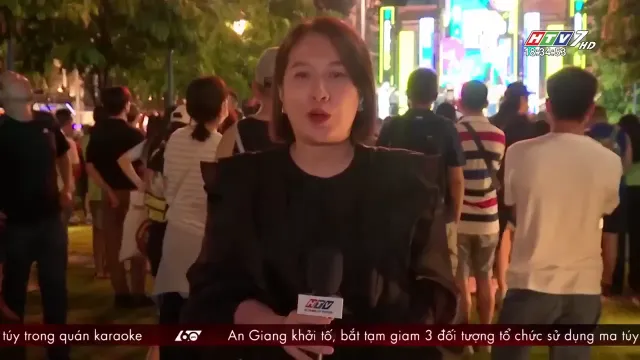 HTV7 HD
18:34:53
HTV
túy trong quán karaoke 60 An Giang khởi tố, bắt tạm giam 3 đối tượng tổ chức sử dụng ma túy